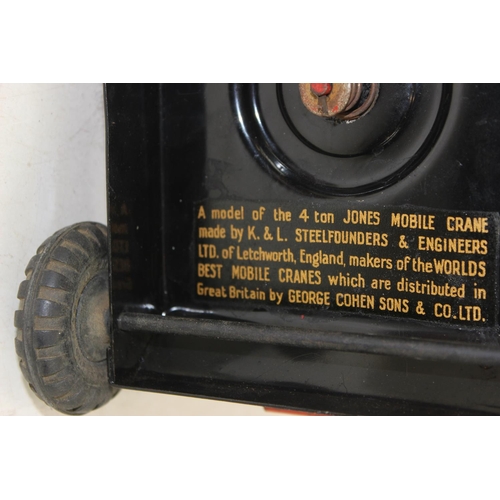 A model of the 4 ton JONES MOBILE CRANE
made by K. & L. STEELFOUNDERS & ENGINEERS
LTD. of Letchworth, England, makers of the WORLDS
BEST MOBILE CRANES which are distributed in
Great Britain by GEORGE COHEN SONS & CO. LTD.